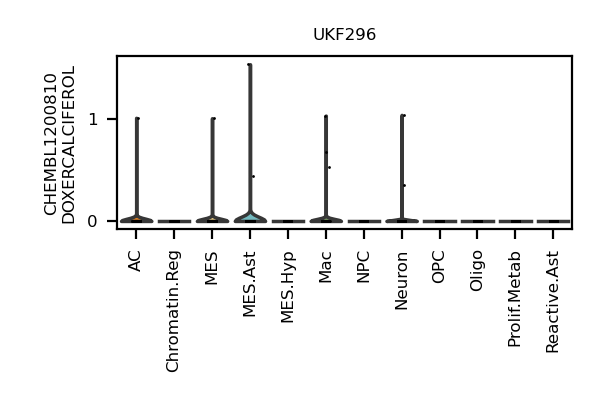 UKF296
CHEMBL1200810
DOXERCALCIFEROL
1
0
AC
Chromatin.Reg
MES
MES.Ast
MES.Hyp
Mac
NPC
Neuron
OPC
Oligo
Prolif.Metab
Reactive.Ast